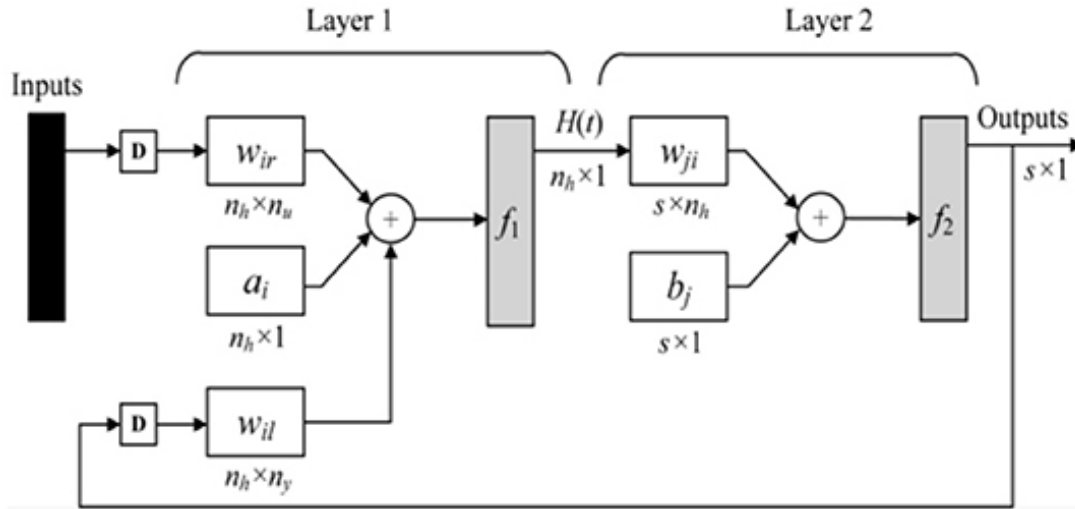 Layer 1
Layer 2
Inputs
D
w_ir
n_h×n_u
a_i
n_h×1
D
w_il
n_h×n_y
+
f_1
H(t)
n_h×1
w_ji
s×n_h
b_j
s×1
+
f_2
Outputs
s×1